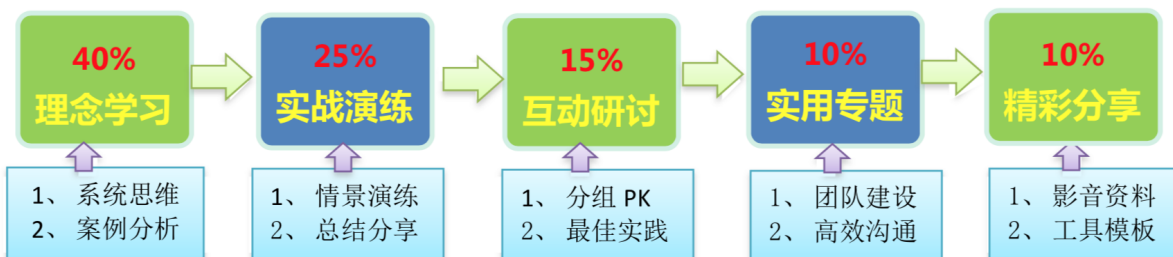 40%
理念学习
25%
实战演练
15%
互动研讨
10%
实用专题
10%
精彩分享
1、 系统思维
2、 案例分析
1、 情景演练
2、 总结分享
1、 分组 PK
2、 最佳实践
1、 团队建设
2、 高效沟通
1、 影音资料
2、 工具模板